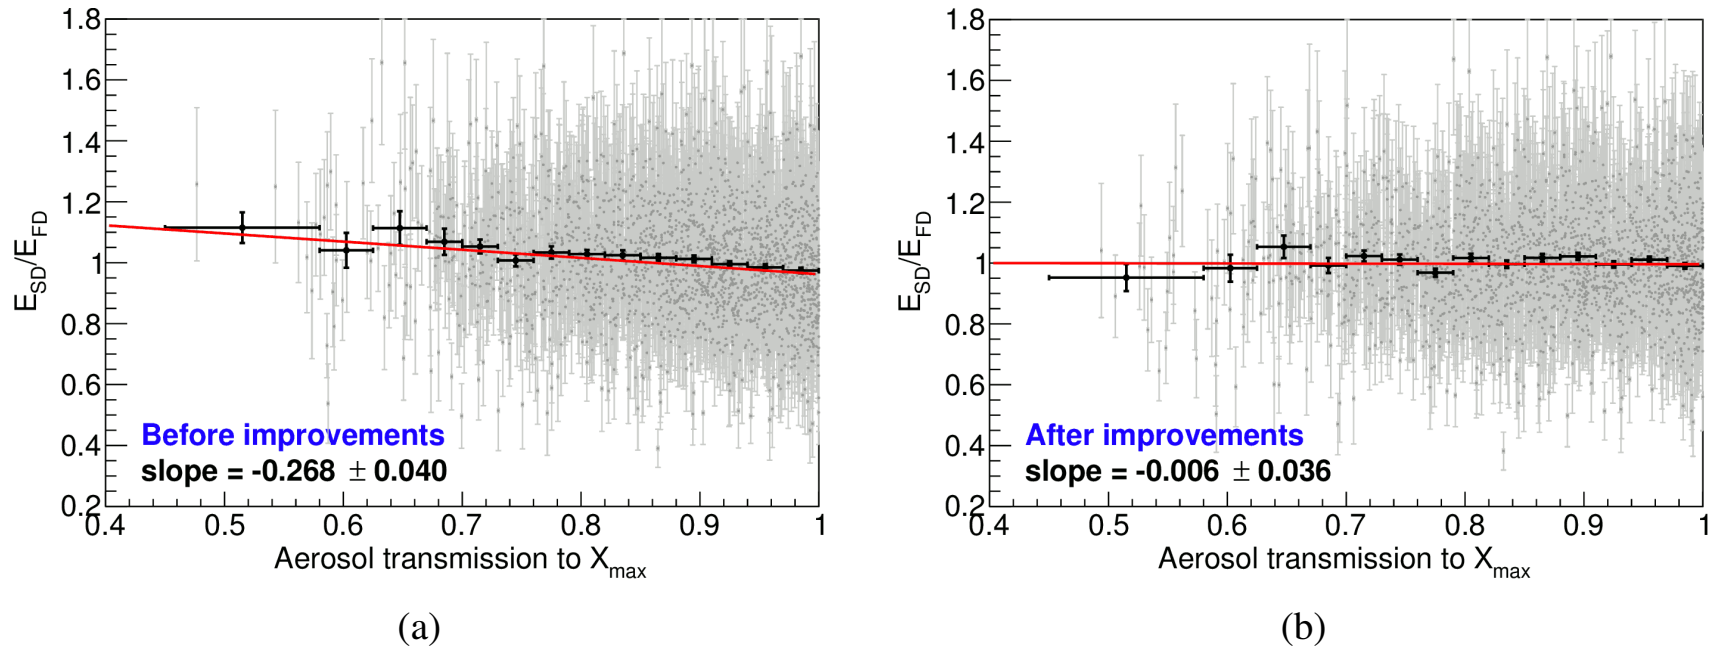 1.8
1.6
1.4
1.2
1
0.8
0.6
0.4
0.2
E_SD/E_FD
Before improvements
slope = -0.268 ± 0.040
0.4 0.5 0.6 0.7 0.8 0.9 1
Aerosol transmission to X_max
(a)
1.8
1.6
1.4
1.2
1
0.8
0.6
0.4
0.2
E_SD/E_FD
After improvements
slope = -0.006 ± 0.036
0.4 0.5 0.6 0.7 0.8 0.9 1
Aerosol transmission to X_max
(b)